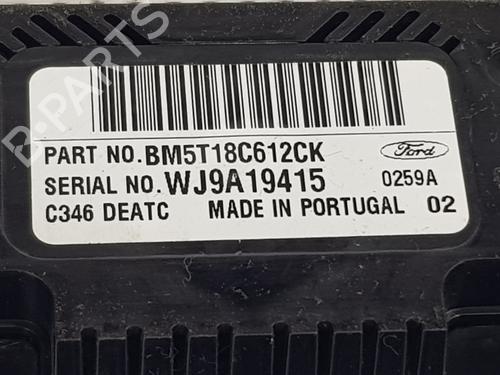 B-PARTS
PART NO. BM5T18C612CK
Ford
SERIAL NO. WJ9A19415
0259A
C346 DEATC MADE IN PORTUGAL 02